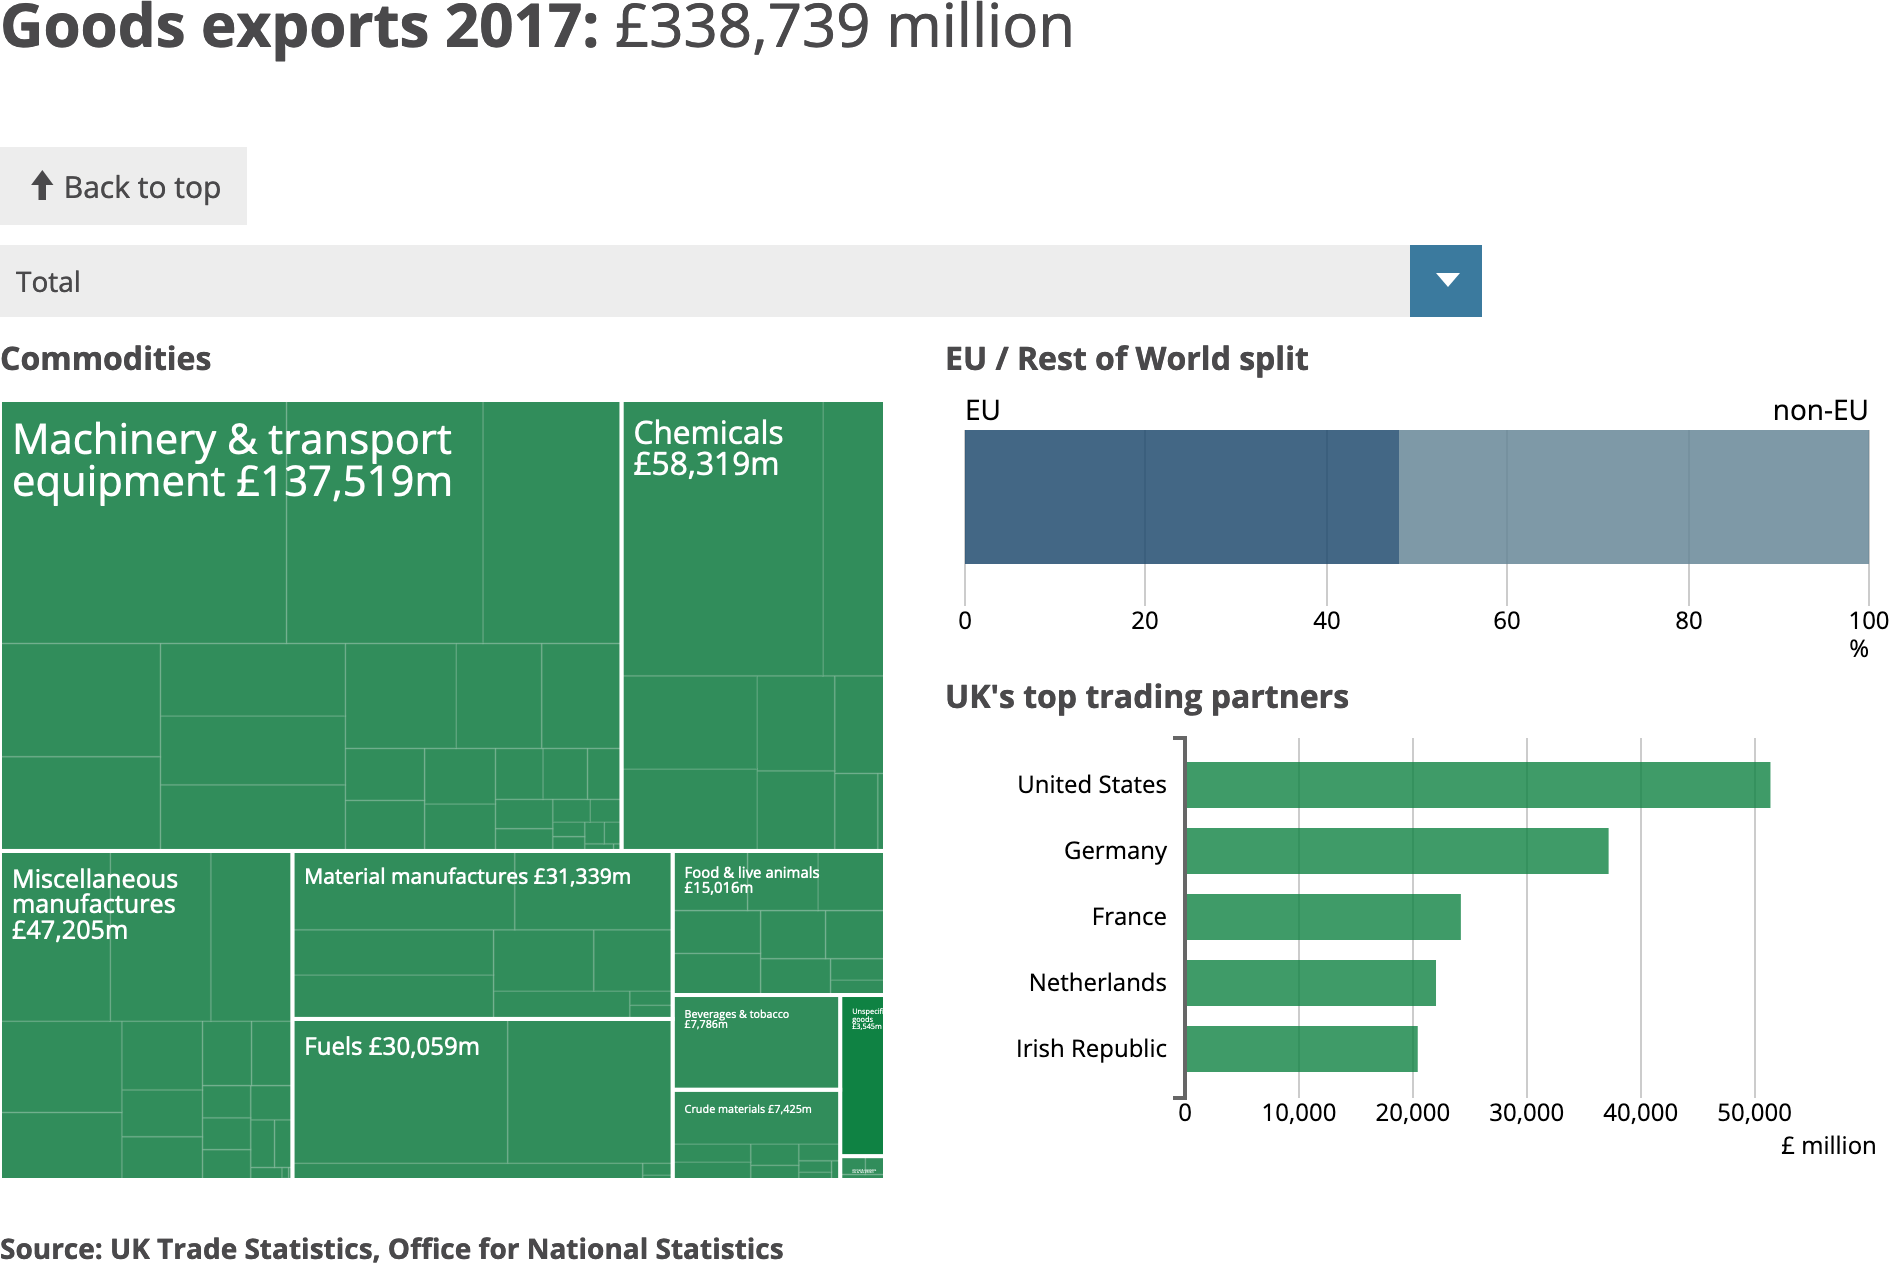 Goods exports 2017: £338,739 million
Back to top
Total
Commodities
Machinery & transport
equipment £137,519m
Chemicals
£58,319m
Miscellaneous
manufactures
£47,205m
Material manufactures £31,339m
Fuels £30,059m
Food & live animals
£15,016m
Beverages & tobacco
£7,786m
Crude materials £7,425m
Unspecifi
goods
£3,545m
EU / Rest of World split
EU
non-EU
0 20 40 60 80 100
%
UK's top trading partners
United States
Germany
France
Netherlands
Irish Republic
0 10,000 20,000 30,000 40,000 50,000
£ million
Source: UK Trade Statistics, Office for National Statistics